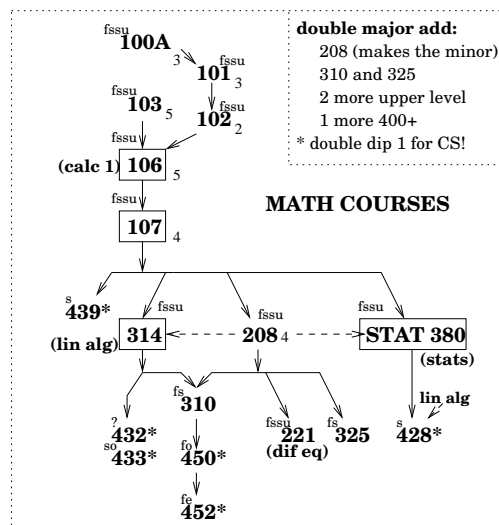 fssu
100A
3
double major add:
208 (makes the minor)
310 and 325
2 more upper level
1 more 400+
* double dip 1 for CS!
fssu
101
3
fssu
103
5
fssu
102
2
fssu
(calc 1) 106
5
MATH COURSES
fssu
107
4
s
439*
fssu
314
(lin alg)
fssu
208 4
fssu
STAT 380
(stats)
fs
310
lin alg
?
432*
so
433*
fo
450*
fssu
221
(dif eq)
fs
325
s
428*
fe
452*